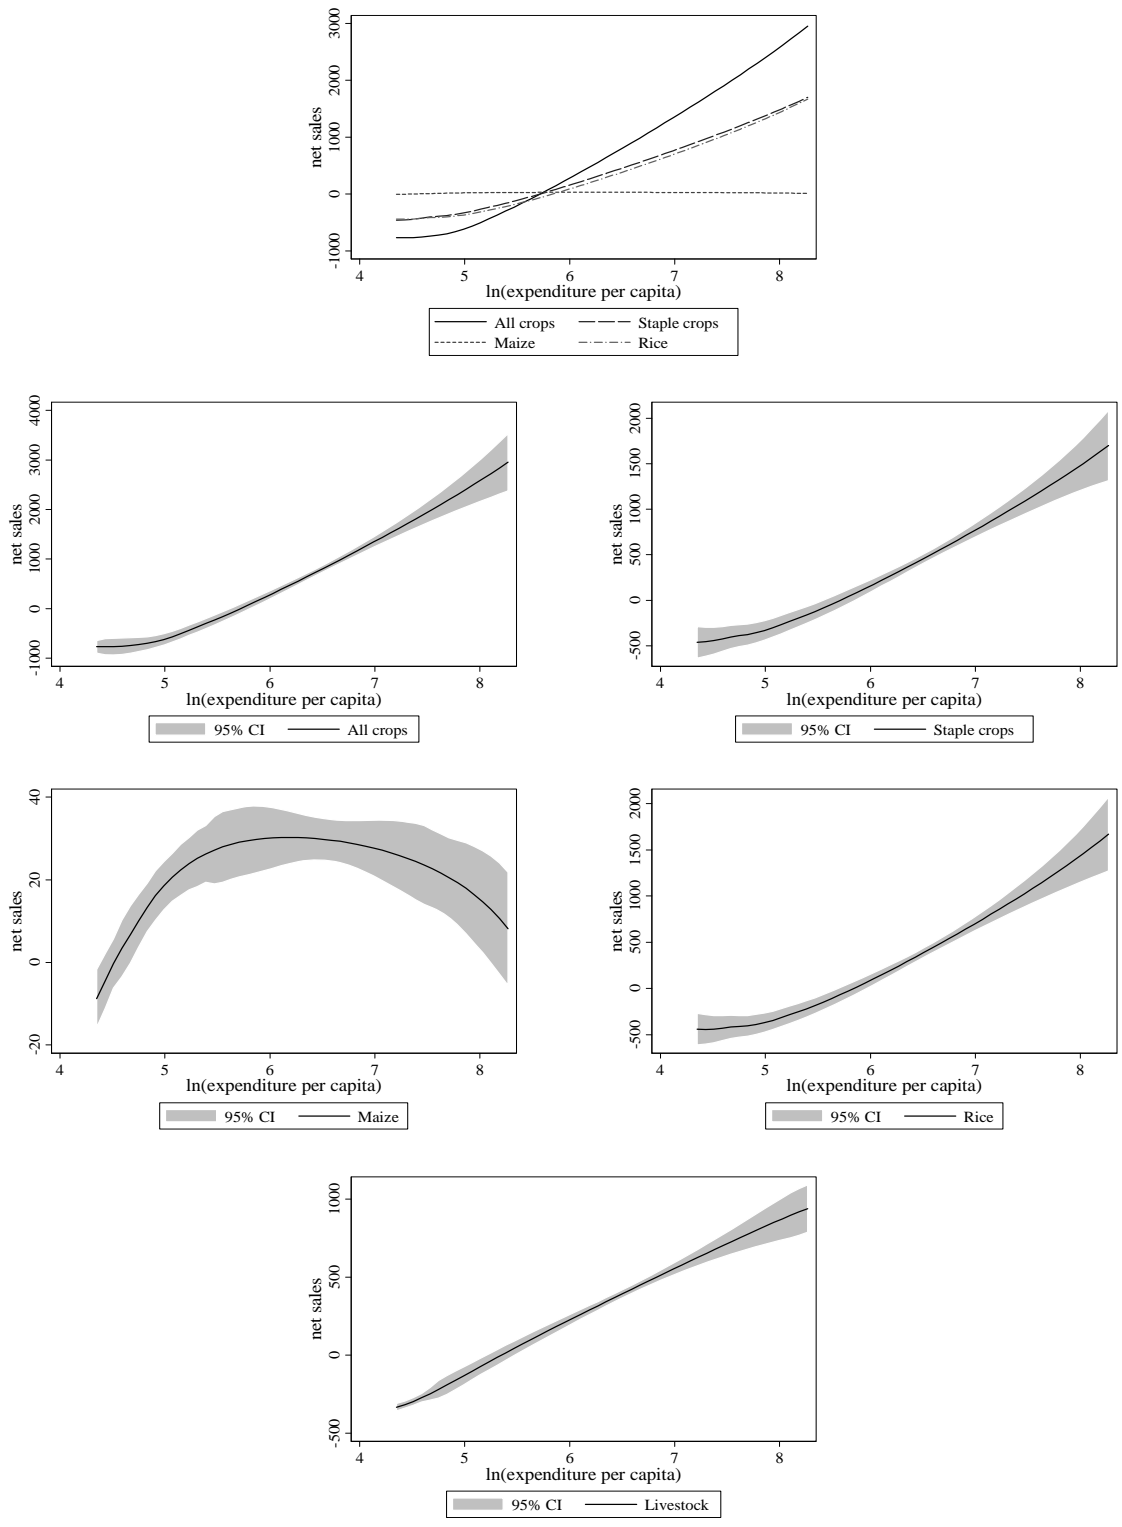 3000
2000
1000
0
-1000
net sales
4 5 6 7 8
ln(expenditure per capita)
All crops Staple crops
Maize Rice
4000
3000
2000
1000
0
-1000
net sales
4 5 6 7 8
ln(expenditure per capita)
95% CI All crops
2000
1500
1000
500
0
-500
net sales
4 5 6 7 8
ln(expenditure per capita)
95% CI Staple crops
40
20
0
-20
net sales
4 5 6 7 8
ln(expenditure per capita)
95% CI Maize
2000
1500
1000
500
0
-500
net sales
4 5 6 7 8
ln(expenditure per capita)
95% CI Rice
1000
500
0
-500
net sales
4 5 6 7 8
ln(expenditure per capita)
95% CI Livestock